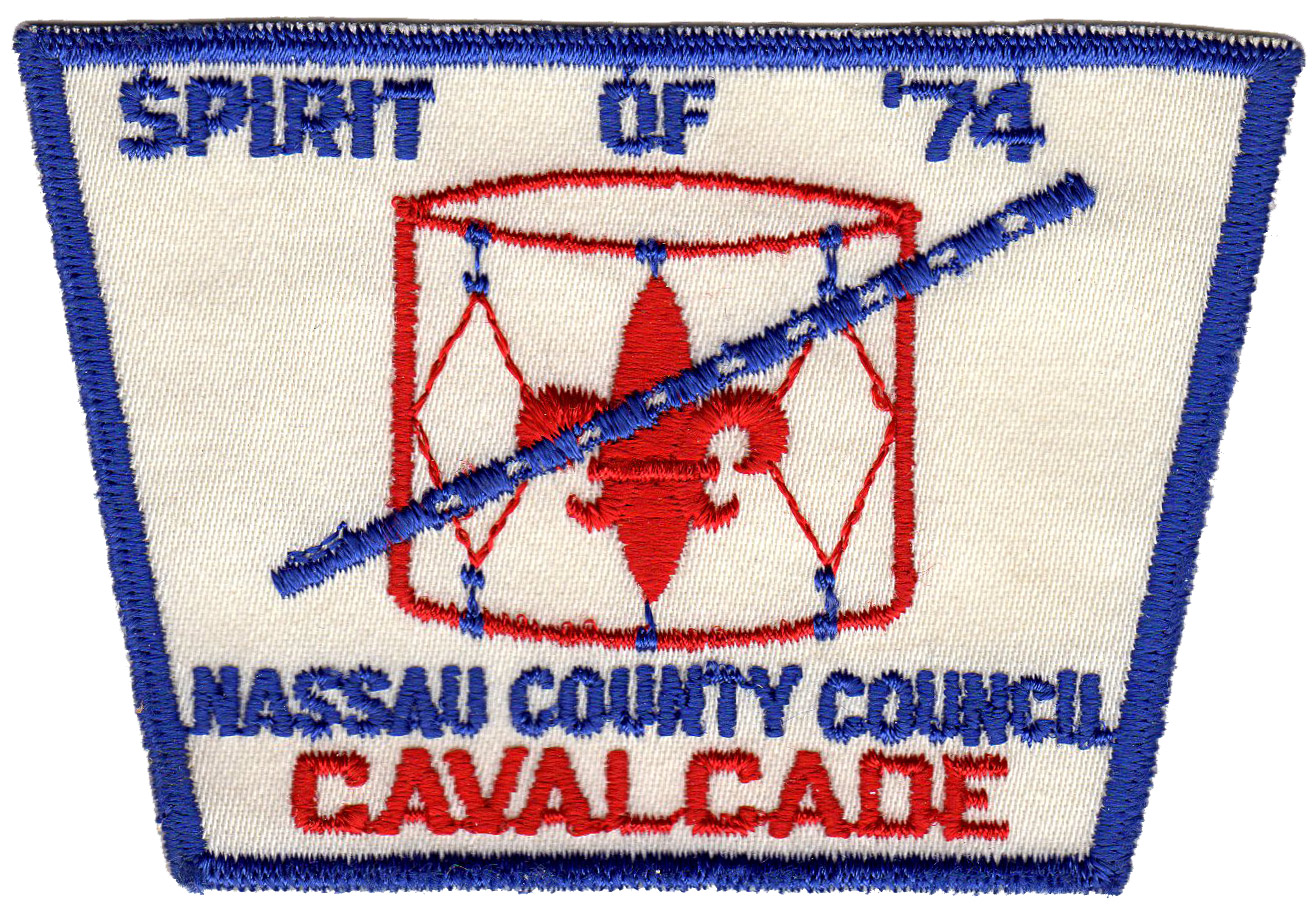 SPIRIT OF '74
NASSAU COUNTY COUNCIL
CAVALCADE